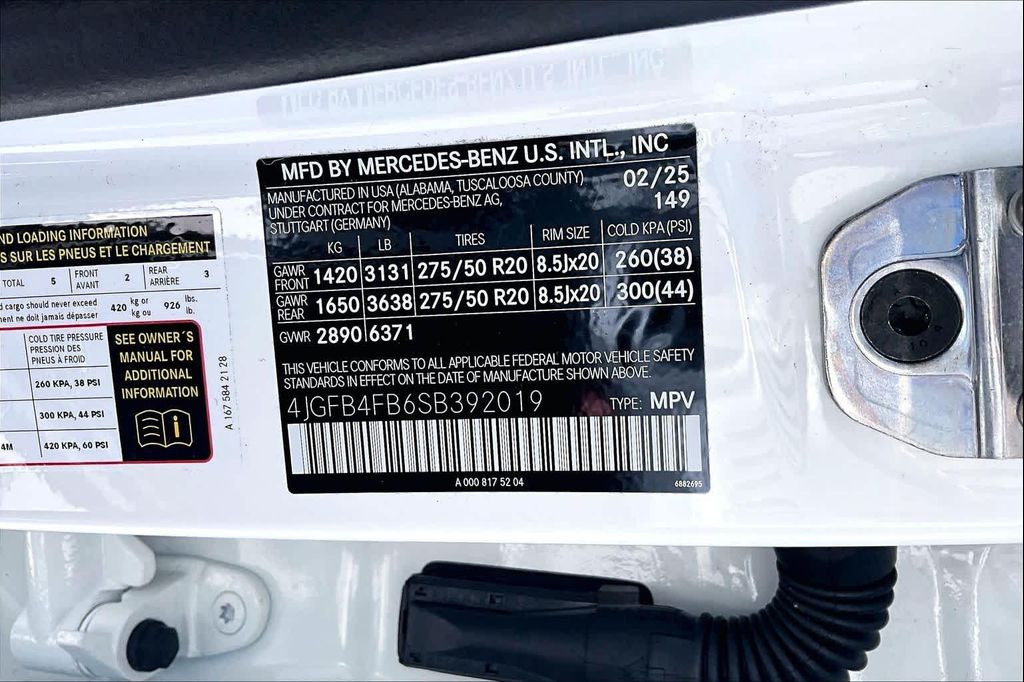 MFD BY MERCEDES-BENZ U.S. INTL., INC
MANUFACTURED IN USA (ALABAMA, TUSCALOOSA COUNTY) 02/25
UNDER CONTRACT FOR MERCEDES-BENZ AG, 149
STUTTGART (GERMANY)
KG LB TIRES RIM SIZE COLD KPA (PSI)
GAWR FRONT 1420 3131 275/50 R20 8.5Jx20 260(38)
GAWR REAR 1650 3638 275/50 R20 8.5Jx20 300(44)
GVWR 2890 6371
THIS VEHICLE CONFORMS TO ALL APPLICABLE FEDERAL MOTOR VEHICLE SAFETY
STANDARDS IN EFFECT ON THE DATE OF MANUFACTURE SHOWN ABOVE.
4JGFB4FB6SB392019 TYPE: MPV
A 000 817 52 04 6882695
ND LOADING INFORMATION
S SUR LES PNEUS ET LE CHARGEMENT
TOTAL 5 FRONT AVANT 2 REAR ARRIÈRE 3
d cargo should never exceed
ment ne doit jamais dépasser 420 kg or kg ou 926 lbs. lb.
COLD TIRE PRESSURE
PRESSION DES
PNEUS À FROID
260 KPA, 38 PSI
300 KPA, 44 PSI
4M 420 KPA, 60 PSI
SEE OWNER´S
MANUAL FOR
ADDITIONAL
INFORMATION
i
A 167 584 21 28